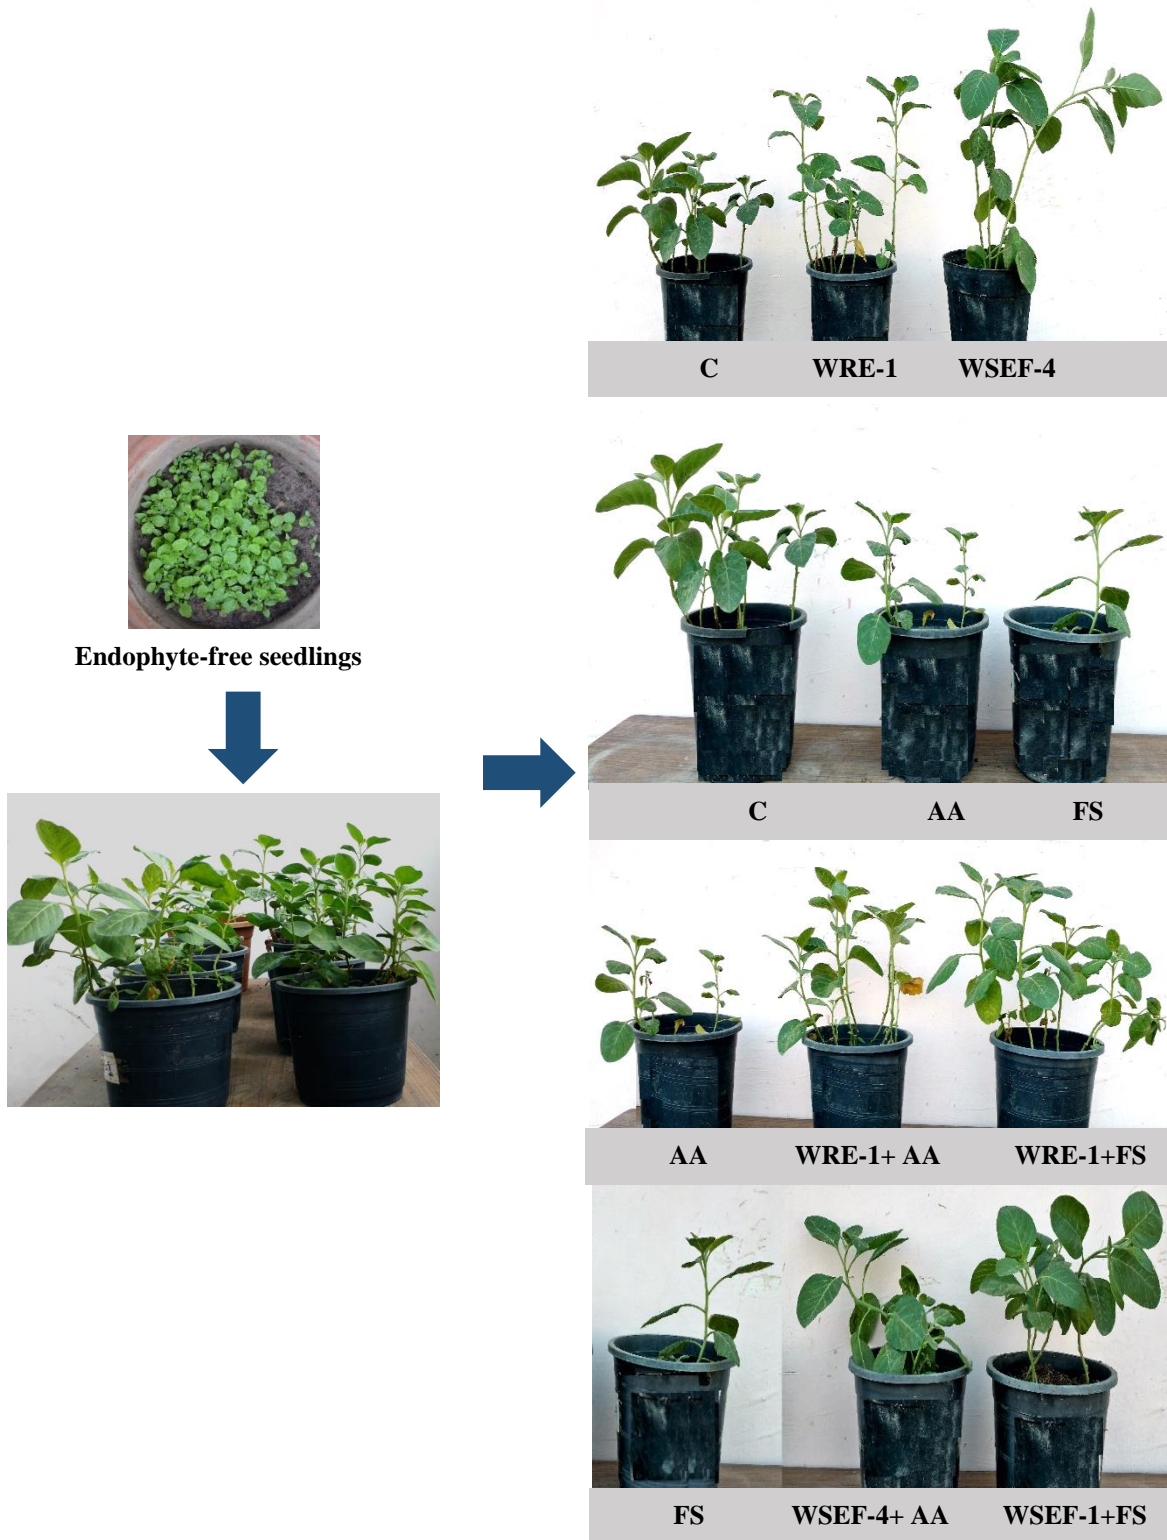 C WRE-1 WSEF-4
Endophyte-free seedlings
C AA FS
AA WRE-1+ AA WRE-1+FS
FS WSEF-4+ AA WSEF-1+FS